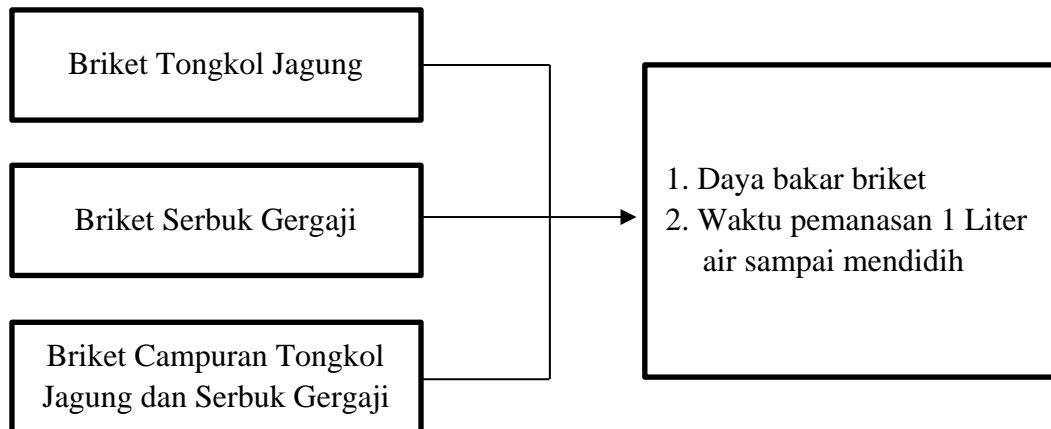 Briket Tongkol Jagung
Briket Serbuk Gergaji
Briket Campuran Tongkol
Jagung dan Serbuk Gergaji
1. Daya bakar briket
2. Waktu pemanasan 1 Liter
air sampai mendidih